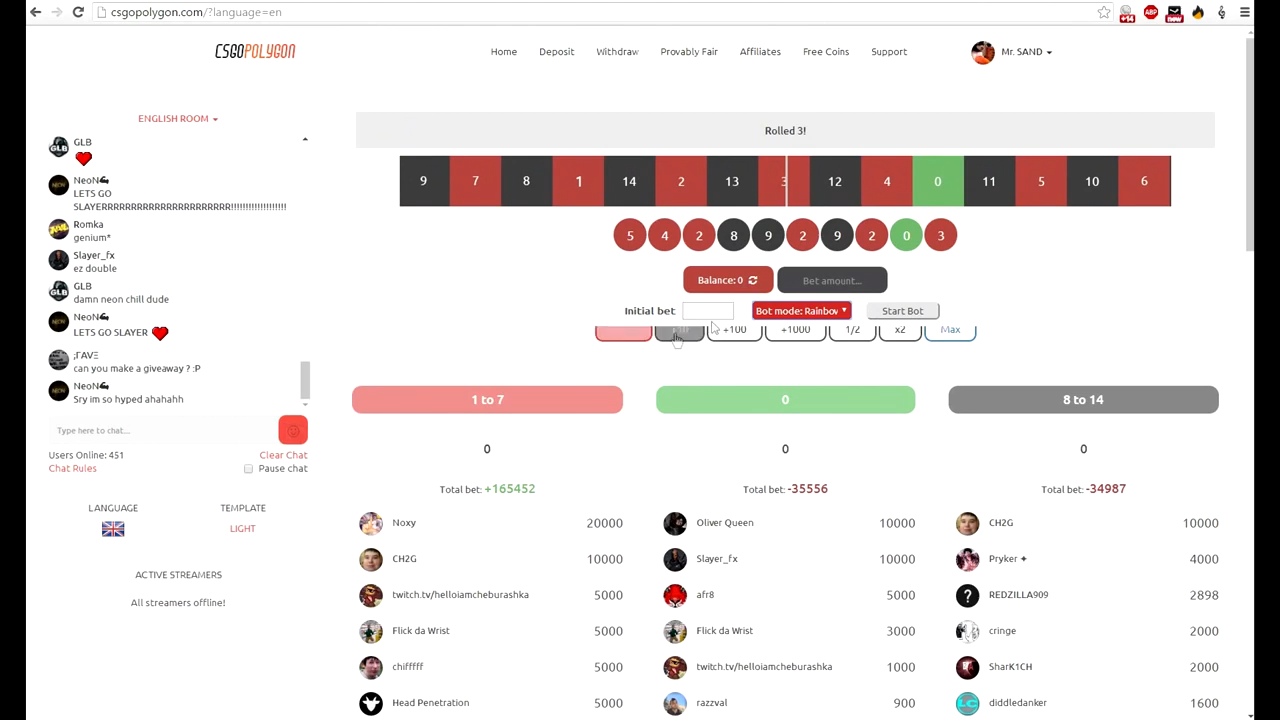 csgopolygon.com/?language=en
+14
ABP
new
CSGOPOLYGON
Home
Deposit
Withdraw
Provably Fair
Affiliates
Free Coins
Support
Mr. SAND
ENGLISH ROOM
GLB
NeoN
LETS GO
SLAYERRRRRRRRRRRRRRRRRRRRRRR!!!!!!!!!!!!!!!!!!!
Romka
genium*
Slayer_fx
ez double
GLB
damn neon chill dude
NeoN
LETS GO SLAYER
;ΓΑVΞ
can you make a giveaway ? :P
NeoN
Sry im so hyped ahahahh
Type here to chat...
Users Online: 451
Clear Chat
Chat Rules
Pause chat
LANGUAGE
TEMPLATE
LIGHT
ACTIVE STREAMERS
All streamers offline!
Rolled 3!
9 7 8 1 14 2 13 3 12 4 0 11 5 10 6
5 4 2 8 9 2 9 2 0 3
Balance: 0
Bet amount...
Initial bet
Bot mode: Rainbow
Start Bot
+100
+1000
1/2
x2
Max
1 to 7
0
8 to 14
0
0
0
Total bet: +165452
Total bet: -35556
Total bet: -34987
Noxy 20000
Oliver Queen 10000
CH2G 10000
CH2G 10000
Slayer_fx 10000
Pryker ✦ 4000
twitch.tv/helloiamcheburashka 5000
afr8 5000
REDZILLA909 2898
Flick da Wrist 5000
Flick da Wrist 3000
cringe 2000
chifffff 5000
twitch.tv/helloiamcheburashka 1000
SharK1CH 2000
Head Penetration 5000
razzval 900
diddledanker 1600